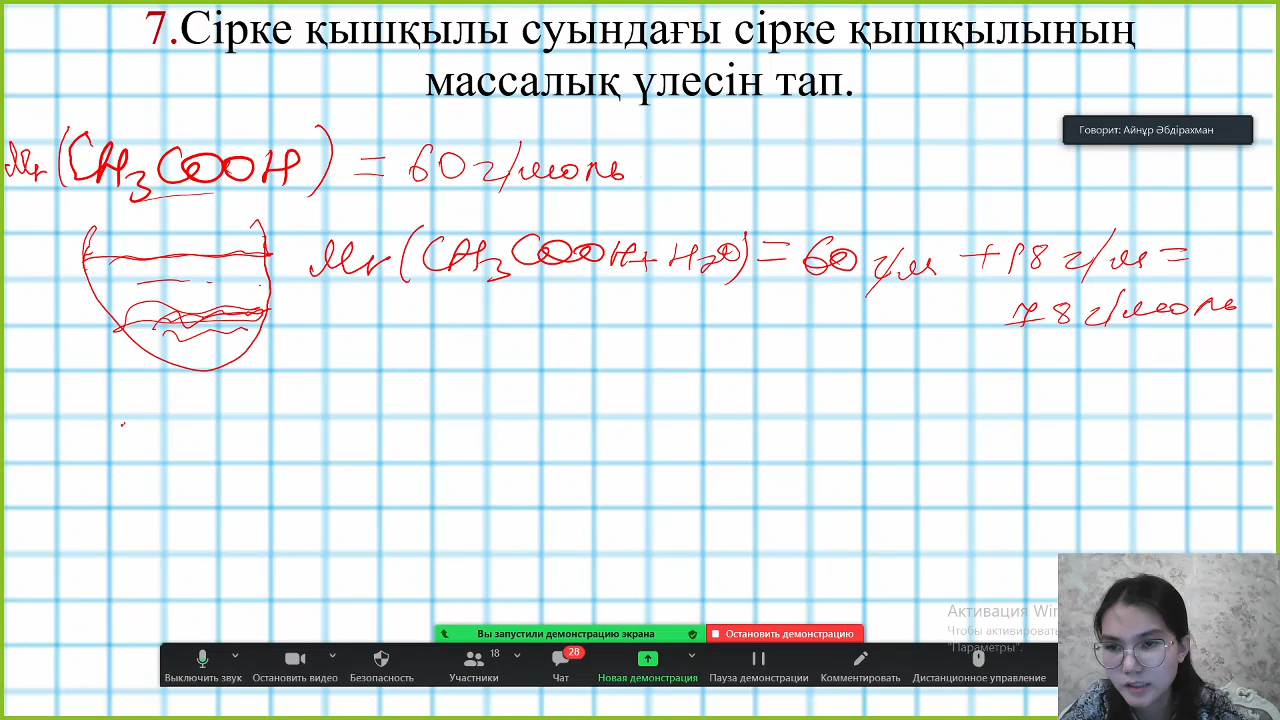 7.Сірке қышқылы суындағы сірке қышқылының
массалық үлесін тап.
Говорит: Айнұр Әбдірахман
Mr (CH3COOH) = 60 г/моль
Mr (CH3COOH + H2O) = 60 г/м + 18 г/м =
78 г/моль
Активация Win
Чтобы активировать
"Параметры".
Вы запустили демонстрацию экрана
Остановить демонстрацию
18
28
Выключить звук
Остановить видео
Безопасность
Участники
Чат
Новая демонстрация
Пауза демонстрации
Комментировать
Дистанционное управление